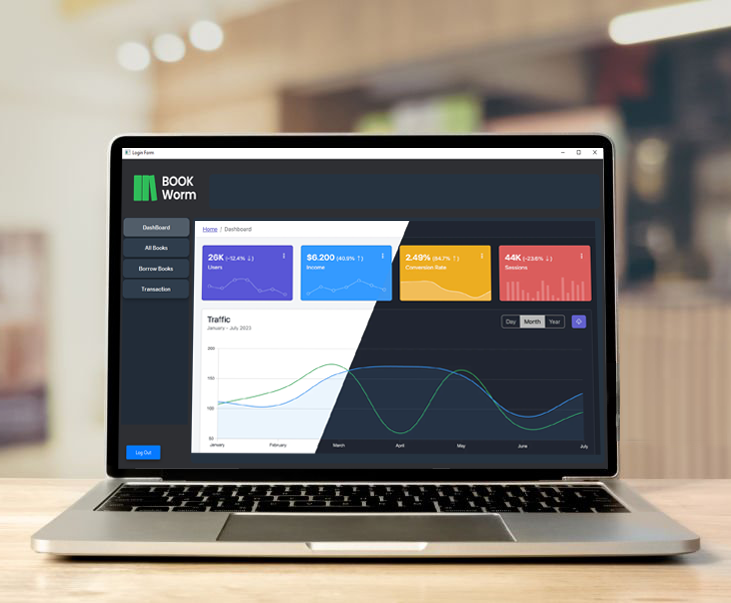 Login Form
BOOK
Worm
DashBoard
All Books
Borrow Books
Transaction
Log Out
Home / Dashboard
26K (-12.4% ↓)
Users
$6.200 (40.9% ↑)
Income
2.49% (84.7% ↑)
Conversion Rate
44K (-23.6% ↓)
Sessions
Traffic
January - July 2023
Day Month Year
200
150
100
50
January February March April May June July